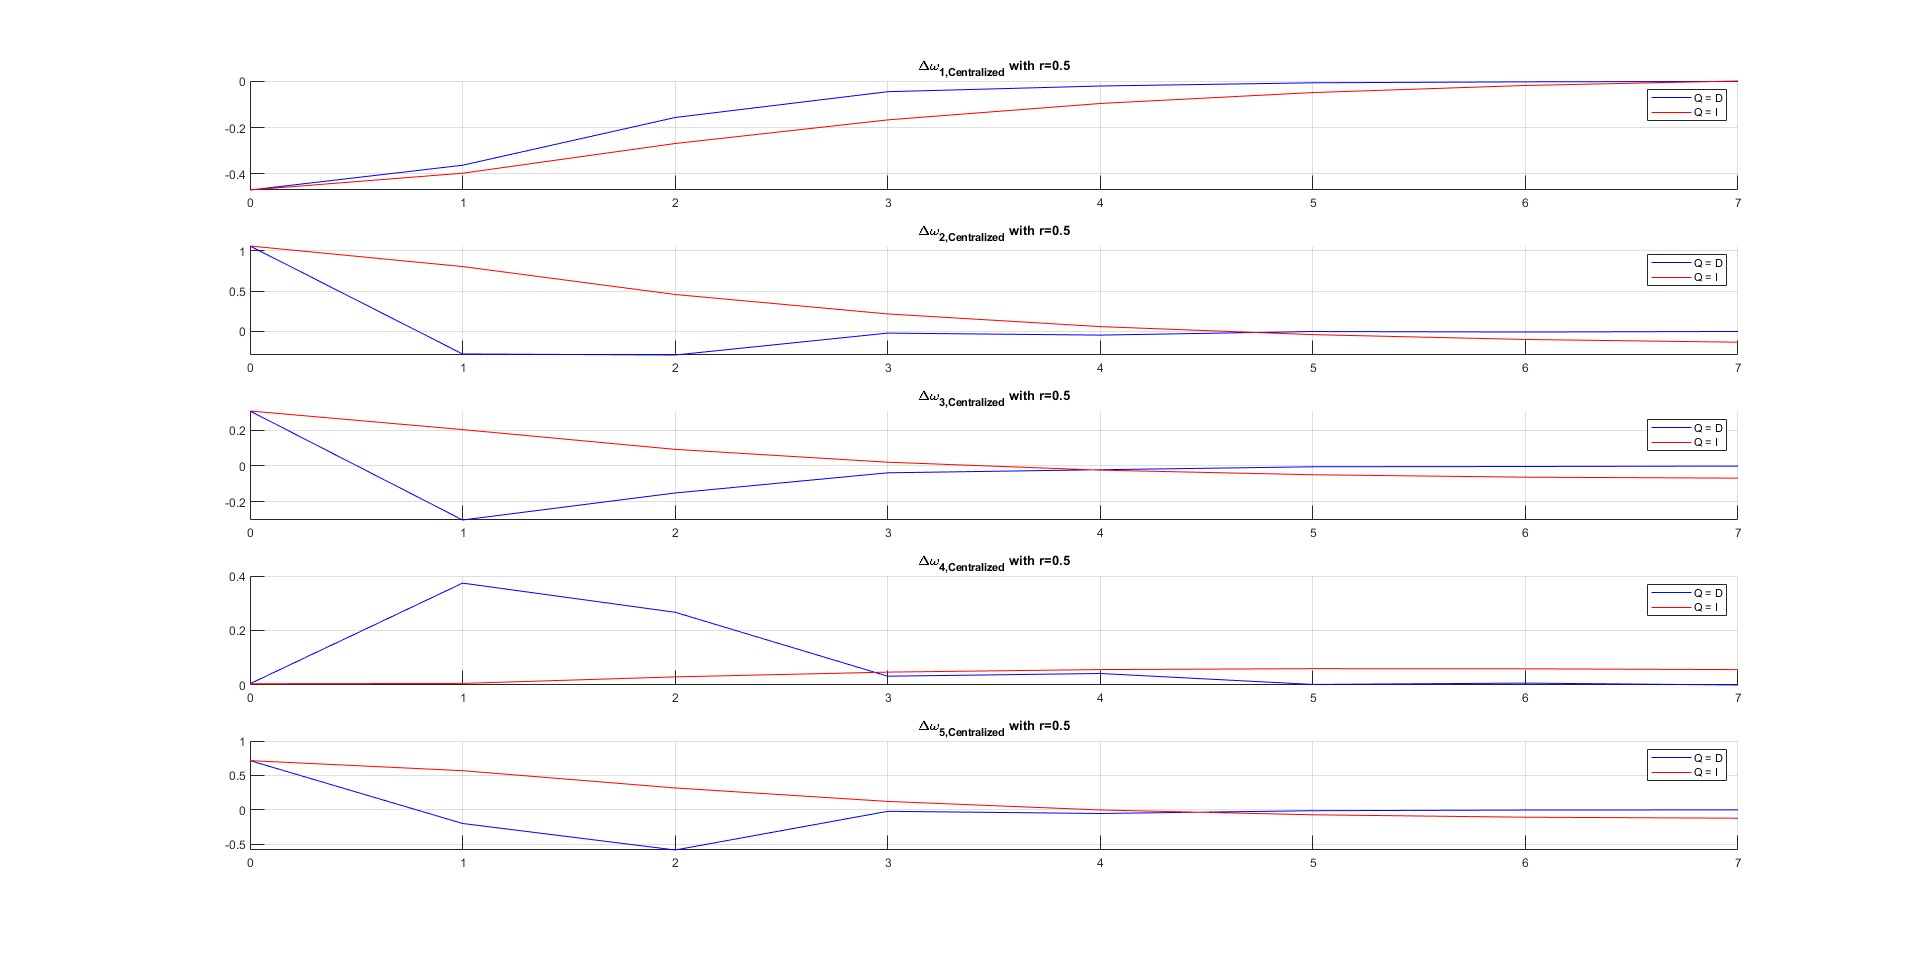 Δω1,Centralized with r=0.5
0
-0.2
-0.4
Q = D
Q = I
0 1 2 3 4 5 6 7
Δω2,Centralized with r=0.5
1
0.5
0
Q = D
Q = I
0 1 2 3 4 5 6 7
Δω3,Centralized with r=0.5
0.2
0
-0.2
Q = D
Q = I
0 1 2 3 4 5 6 7
Δω4,Centralized with r=0.5
0.4
0.2
0
Q = D
Q = I
0 1 2 3 4 5 6 7
Δω5,Centralized with r=0.5
1
0.5
0
-0.5
Q = D
Q = I
0 1 2 3 4 5 6 7